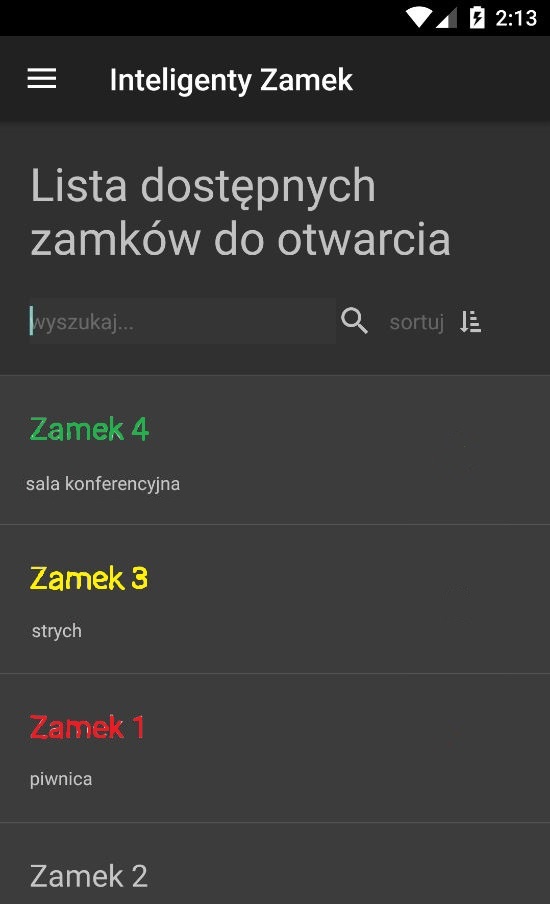 2:13
Inteligenty Zamek
Lista dostępnych
zamków do otwarcia
wyszukaj...
sortuj
Zamek 4
sala konferencyjna
Zamek 3
strych
Zamek 1
piwnica
Zamek 2